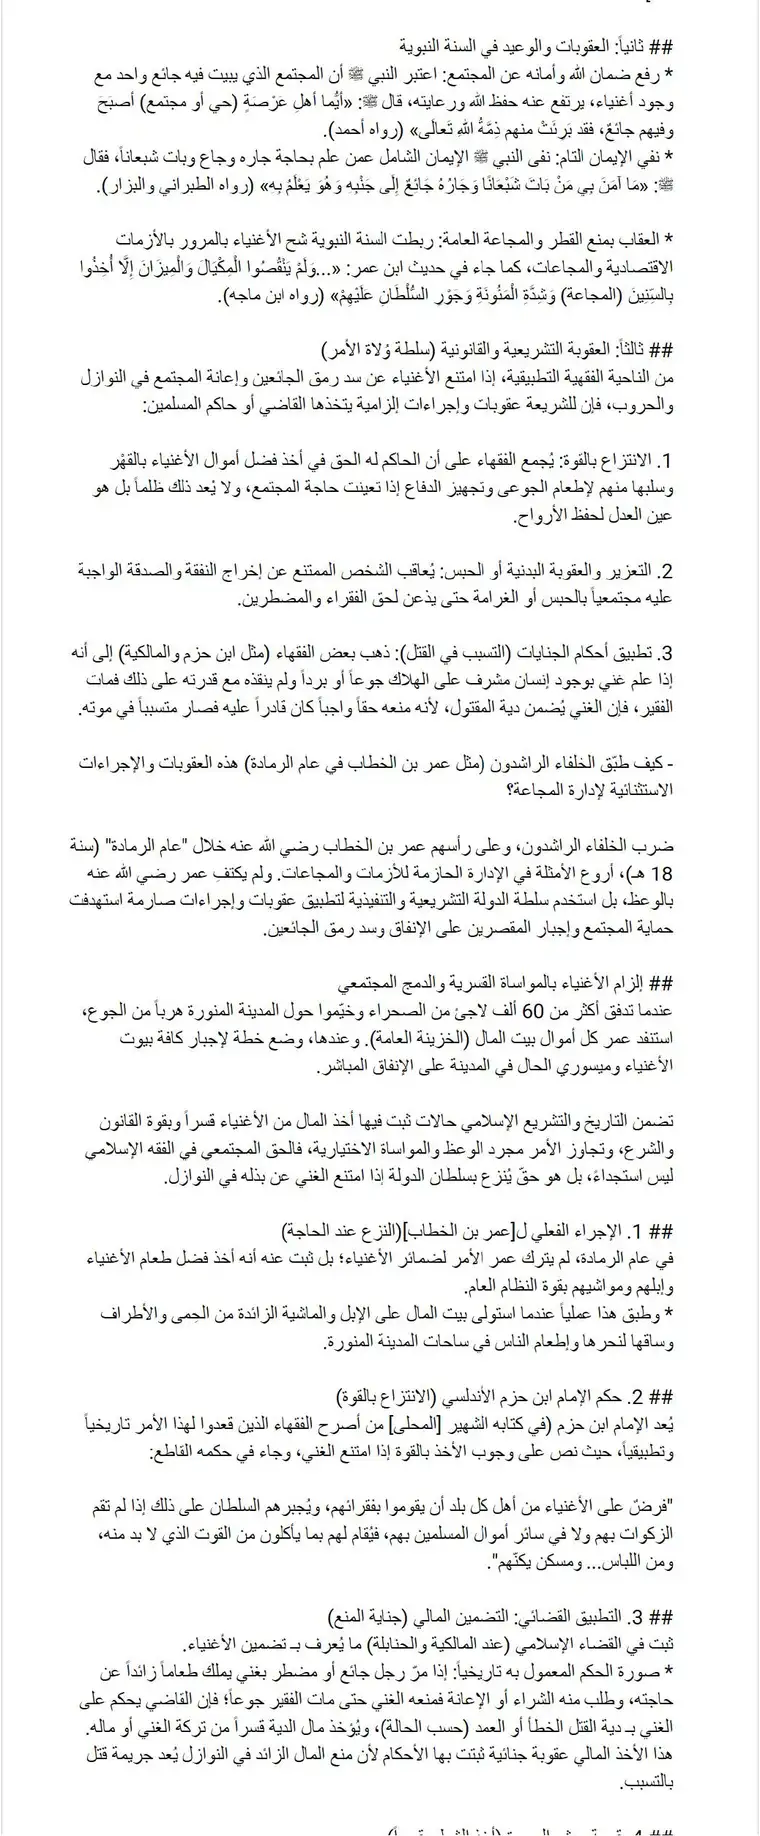 ## ثانياً: العقوبات والوعيد في السنة النبوية
* رفع ضمان الله وأمانه عن المجتمع: اعتبر النبي ﷺ أن المجتمع الذي يبيت فيه جائع واحد مع
وجود أغنياء، يرتفع عنه حفظ الله ورعايته، قال ﷺ: «أيُّما أهلِ عَرْصَةٍ (حي أو مجتمع) أصبَحَ
وفيهم جائعٌ، فقد بَرِئَتْ منهم ذِمَّةُ اللهِ تَعالَى» (رواه أحمد).
* نفي الإيمان التام: نفى النبي ﷺ الإيمان الشامل عمن علم بحاجة جاره وجاع وبات شبعاناً، فقال
ﷺ: «مَا آمَنَ بِي مَنْ بَاتَ شَبْعَانًا وَجَارُهُ جَائِعٌ إِلَى جَنْبِهِ وَهُوَ يَعْلَمُ بِهِ» (رواه الطبراني والبزار).
* العقاب بمنع القطر والمجاعة العامة: ربطت السنة النبوية شح الأغنياء بالمرور بالأزمات
الاقتصادية والمجاعات، كما جاء في حديث ابن عمر: «...وَلَمْ يَنْقُصُوا الْمِكْيَالَ وَالْمِيزَانَ إِلَّا أُخِذُوا
بِالسِّنِينَ (المجاعة) وَشِدَّةِ الْمَئُونَةِ وَجَوْرِ السُّلْطَانِ عَلَيْهِمْ» (رواه ابن ماجه).
## ثالثاً: العقوبة التشريعية والقانونية (سلطة وُلاة الأمر)
من الناحية الفقهية التطبيقية، إذا امتنع الأغنياء عن سد رمق الجائعين وإعانة المجتمع في النوازل
والحروب، فإن للشريعة عقوبات وإجراءات إلزامية يتخذها القاضي أو حاكم المسلمين:
1. الانتزاع بالقوة: يُجمع الفقهاء على أن الحاكم له الحق في أخذ فضل أموال الأغنياء بالقهْر
وسلبها منهم لإطعام الجوعى وتجهيز الدفاع إذا تعينت حاجة المجتمع، ولا يُعد ذلك ظلماً بل هو
عين العدل لحفظ الأرواح.
2. التعزير والعقوبة البدنية أو الحبس: يُعاقب الشخص الممتنع عن إخراج النفقة والصدقة الواجبة
عليه مجتمعياً بالحبس أو الغرامة حتى يذعن لحق الفقراء والمضطرين.
3. تطبيق أحكام الجنايات (التسبب في القتل): ذهب بعض الفقهاء (مثل ابن حزم والمالكية) إلى أنه
إذا علم غني بوجود إنسان مشرف على الهلاك جوعاً أو برداً ولم ينقذه مع قدرته على ذلك فمات
الفقير، فإن الغني يُضمن دية المقتول، لأنه منعه حقاً واجباً كان قادراً عليه فصار متسبباً في موته.
- كيف طبّق الخلفاء الراشدون (مثل عمر بن الخطاب في عام الرمادة) هذه العقوبات والإجراءات
الاستثنائية لإدارة المجاعة؟
ضرب الخلفاء الراشدون، وعلى رأسهم عمر بن الخطاب رضي الله عنه خلال "عام الرمادة" (سنة
18 هـ)، أروع الأمثلة في الإدارة الحازمة للأزمات والمجاعات. ولم يكتفِ عمر رضي الله عنه
بالوعظ، بل استخدم سلطة الدولة التشريعية والتنفيذية لتطبيق عقوبات وإجراءات صارمة استهدفت
حماية المجتمع وإجبار المقصرين على الإنفاق وسد رمق الجائعين.
## إلزام الأغنياء بالمواساة القسرية والدمج المجتمعي
عندما تدفق أكثر من 60 ألف لاجئ من الصحراء وخيّموا حول المدينة المنورة هرباً من الجوع،
استنفد عمر كل أموال بيت المال (الخزينة العامة). وعندها، وضع خطة لإجبار كافة بيوت
الأغنياء وميسوري الحال في المدينة على الإنفاق المباشر.
تضمن التاريخ والتشريع الإسلامي حالات ثبت فيها أخذ المال من الأغنياء قسراً وبقوة القانون
والشرع، وتجاوز الأمر مجرد الوعظ والمواساة الاختيارية، فالحق المجتمعي في الفقه الإسلامي
ليس استجداءً، بل هو حقّ يُنزع بسلطان الدولة إذا امتنع الغني عن بذله في النوازل.
## 1. الإجراء الفعلي ل[عمر بن الخطاب](النزع عند الحاجة)
في عام الرمادة، لم يترك عمر الأمر لضمائر الأغنياء؛ بل ثبت عنه أنه أخذ فضل طعام الأغنياء
وإبلهم ومواشيهم بقوة النظام العام.
* وطبق هذا عملياً عندما استولى بيت المال على الإبل والماشية الزائدة من الحِمى والأطراف
وساقها لنحرها وإطعام الناس في ساحات المدينة المنورة.
## 2. حكم الإمام ابن حزم الأندلسي (الانتزاع بالقوة)
يُعد الإمام ابن حزم (في كتابه الشهير [المحلى] من أصرح الفقهاء الذين قعدوا لهذا الأمر تاريخياً
وتطبيقياً، حيث نص على وجوب الأخذ بالقوة إذا امتنع الغني، وجاء في حكمه القاطع:
"فرضٌ على الأغنياء من أهل كل بلد أن يقوموا بفقرائهم، ويُجبرهم السلطان على ذلك إذا لم تقم
الزكوات بهم ولا في سائر أموال المسلمين بهم، فيُقام لهم بما يأكلون من القوت الذي لا بد منه،
ومن اللباس... ومسكن يكنّهم".
## 3. التطبيق القضائي: التضمين المالي (جناية المنع)
ثبت في القضاء الإسلامي (عند المالكية والحنابلة) ما يُعرف بـ تضمين الأغنياء.
* صورة الحكم المعمول به تاريخياً: إذا مرّ رجل جائع أو مضطر بغني يملك طعاماً زائداً عن
حاجته، وطلب منه الشراء أو الإعانة فمنعه الغني حتى مات الفقير جوعاً؛ فإن القاضي يحكم على
الغني بـ دية القتل الخطأ أو العمد (حسب الحالة)، ويُؤخذ مال الدية قسراً من تركة الغني أو ماله.
هذا الأخذ المالي عقوبة جنائية ثبتت بها الأحكام لأن منع المال الزائد في النوازل يُعد جريمة قتل
بالتسبب.